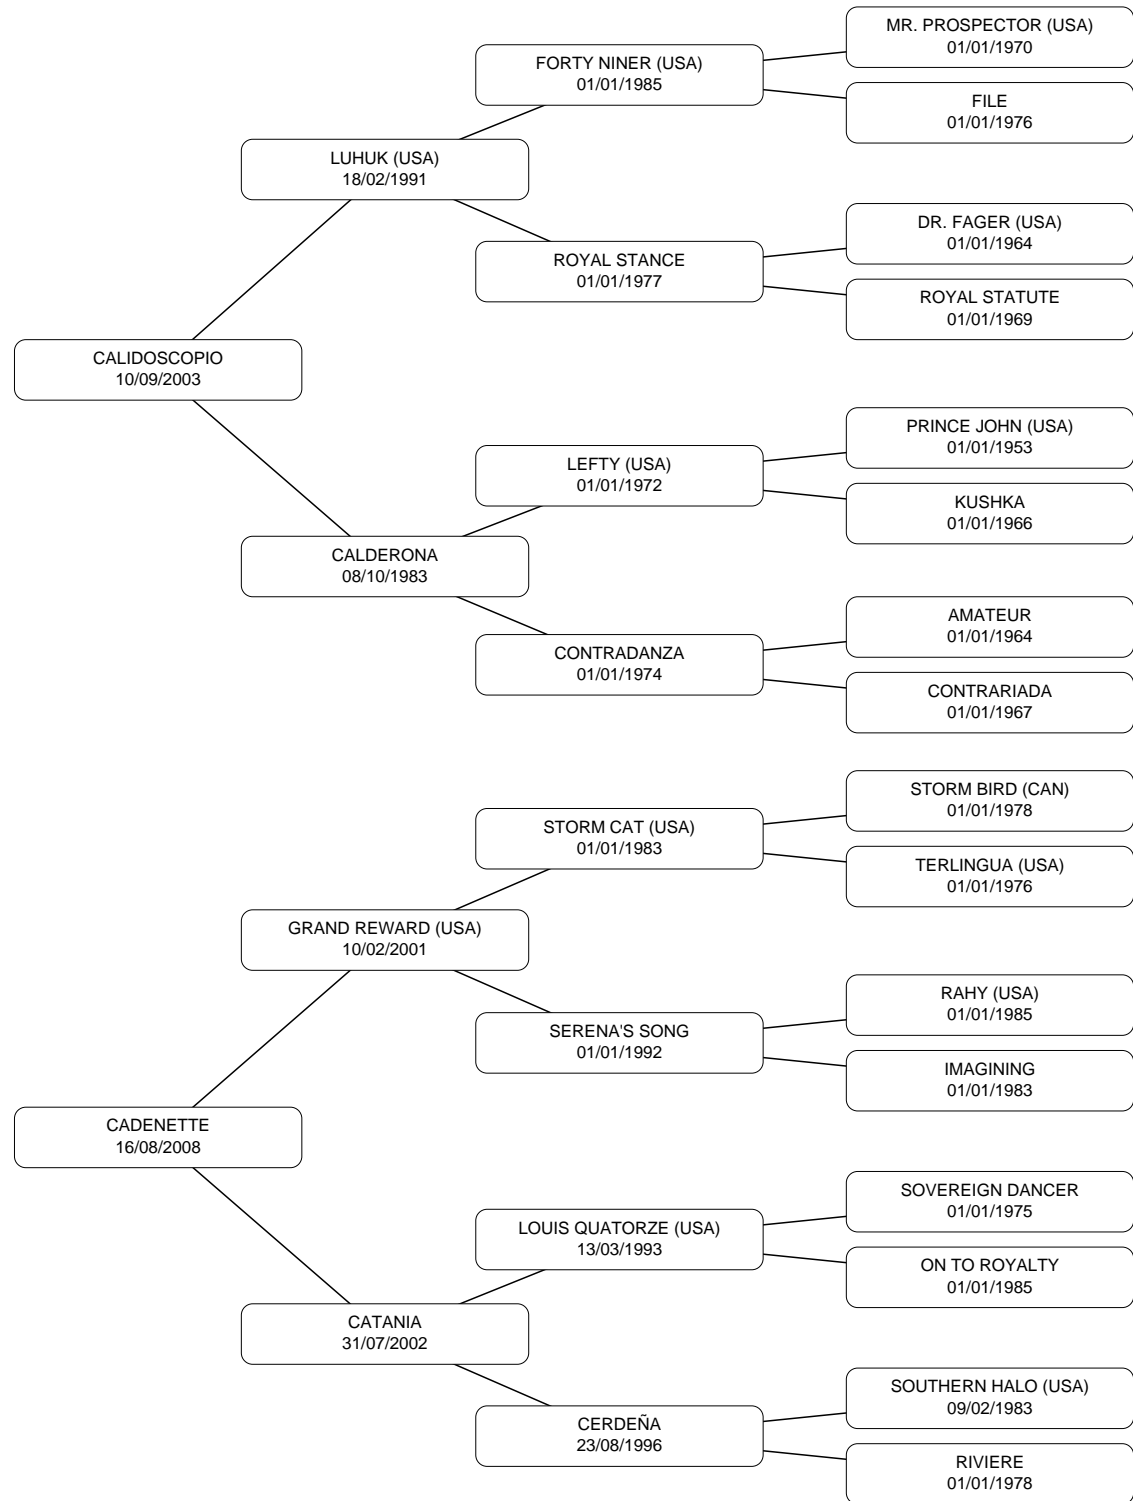 MR. PROSPECTOR (USA)
01/01/1970
FORTY NINER (USA)
01/01/1985
FILE
01/01/1976
LUHUK (USA)
18/02/1991
DR. FAGER (USA)
01/01/1964
ROYAL STANCE
01/01/1977
ROYAL STATUTE
01/01/1969
CALIDOSCOPIO
10/09/2003
PRINCE JOHN (USA)
01/01/1953
LEFTY (USA)
01/01/1972
KUSHKA
01/01/1966
CALDERONA
08/10/1983
AMATEUR
01/01/1964
CONTRADANZA
01/01/1974
CONTRARIADA
01/01/1967
STORM BIRD (CAN)
01/01/1978
STORM CAT (USA)
01/01/1983
TERLINGUA (USA)
01/01/1976
GRAND REWARD (USA)
10/02/2001
RAHY (USA)
01/01/1985
SERENA'S SONG
01/01/1992
IMAGINING
01/01/1983
CADENETTE
16/08/2008
SOVEREIGN DANCER
01/01/1975
LOUIS QUATORZE (USA)
13/03/1993
ON TO ROYALTY
01/01/1985
CATANIA
31/07/2002
SOUTHERN HALO (USA)
09/02/1983
CERDEÑA
23/08/1996
RIVIERE
01/01/1978